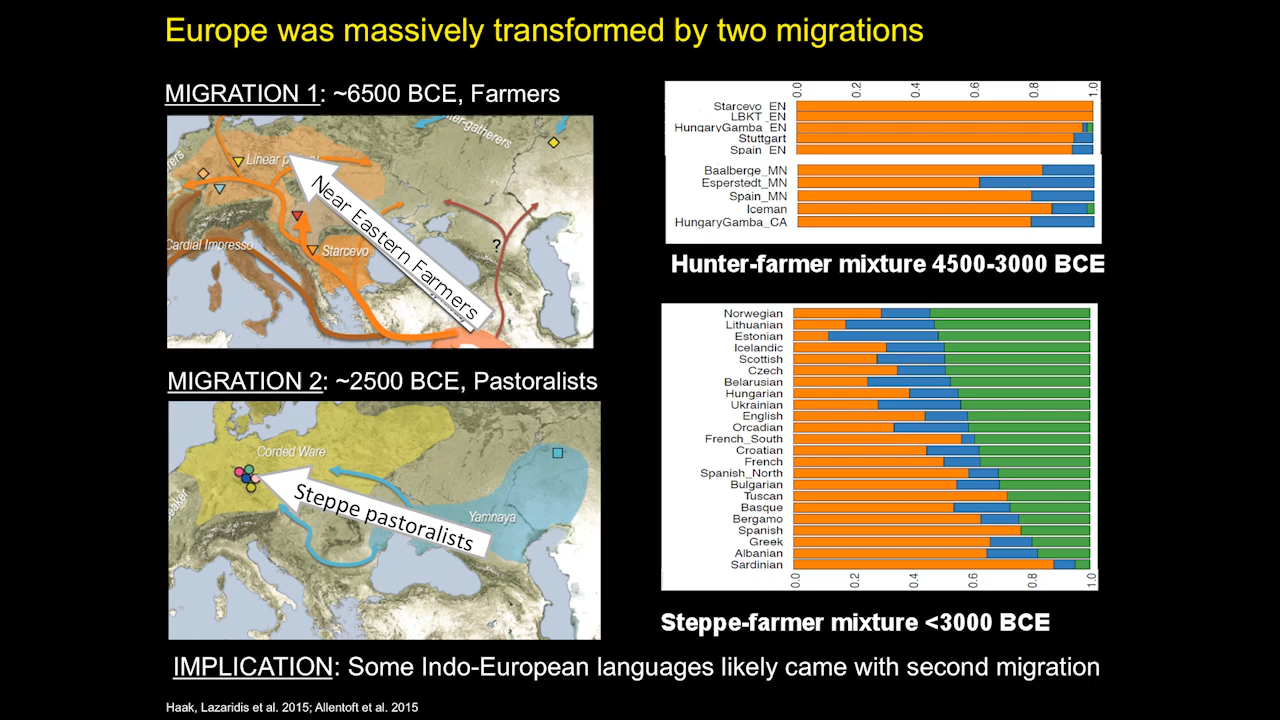 Europe was massively transformed by two migrations
MIGRATION 1: ~6500 BCE, Farmers
Linear p
Cardial Impresso
Starcevo
nter-gatherers
rers
?
Near Eastern Farmers
MIGRATION 2: ~2500 BCE, Pastoralists
Corded Ware
Yamnaya
eaker
Steppe pastoralists
0.0 0.2 0.4 0.6 0.8 1.0
Starcevo_EN
LBKT_EN
HungaryGamba_EN
Stuttgart
Spain_EN
Baalberge_MN
Esperstedt_MN
Spain_MN
Iceman
HungaryGamba_CA
Hunter-farmer mixture 4500-3000 BCE
Norwegian
Lithuanian
Estonian
Icelandic
Scottish
Czech
Belarusian
Hungarian
Ukrainian
English
Orcadian
French_South
Croatian
French
Spanish_North
Bulgarian
Tuscan
Basque
Bergamo
Spanish
Greek
Albanian
Sardinian
0.0 0.2 0.4 0.6 0.8 1.0
Steppe-farmer mixture <3000 BCE
IMPLICATION: Some Indo-European languages likely came with second migration
Haak, Lazaridis et al. 2015; Allentoft et al. 2015